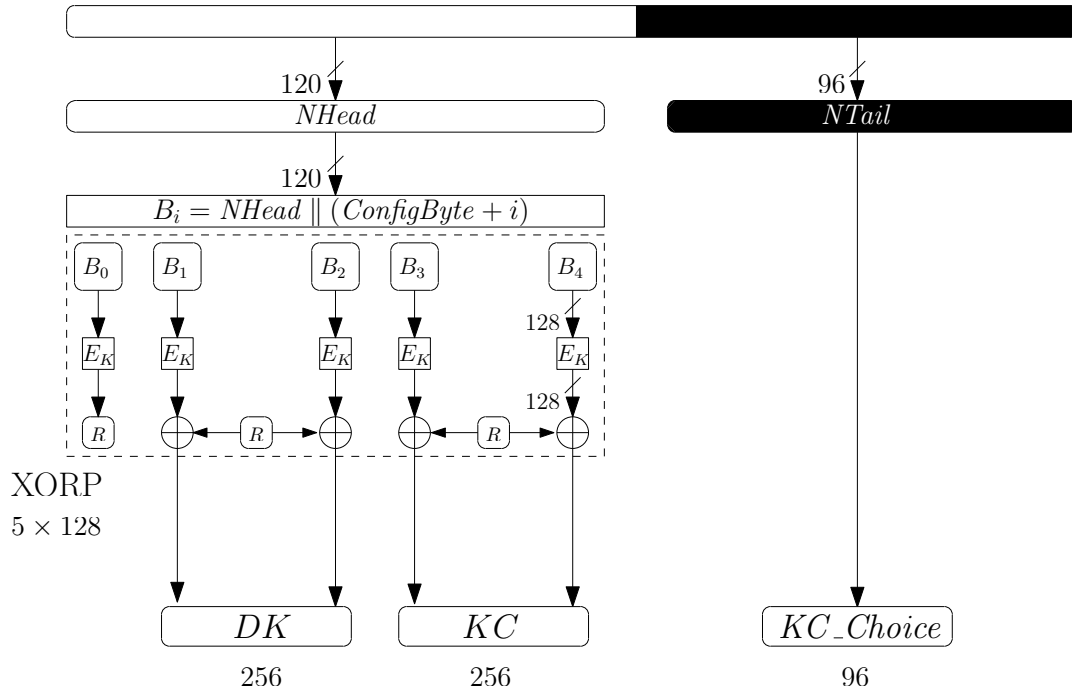 120 96
NHead NTail
120
B_i = NHead ∥ (ConfigByte + i)
B_0 B_1 B_2 B_3 B_4
128
E_K E_K E_K E_K E_K
128
R R R
XORP
5 × 128
DK KC KC_Choice
256 256 96